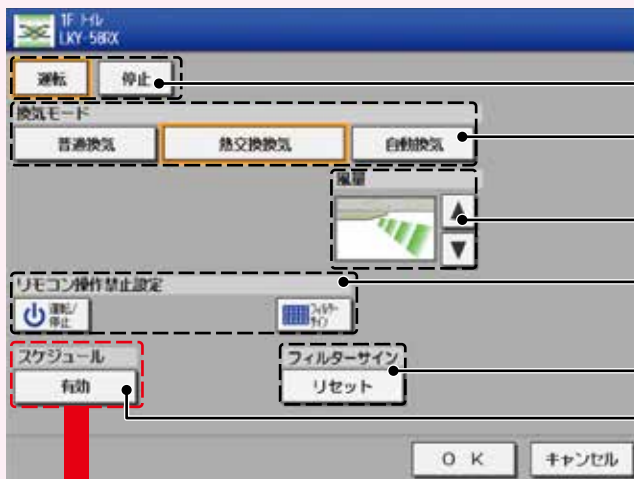 1F トイレ
LKY-58RX
運転 停止
換気モード
普通換気 熱交換換気 自動換気
風量
▲
▼
リモコン操作禁止設定
運転/
停止
フィルター
サイン
スケジュール フィルターサイン
有効 リセット
O K キャンセル